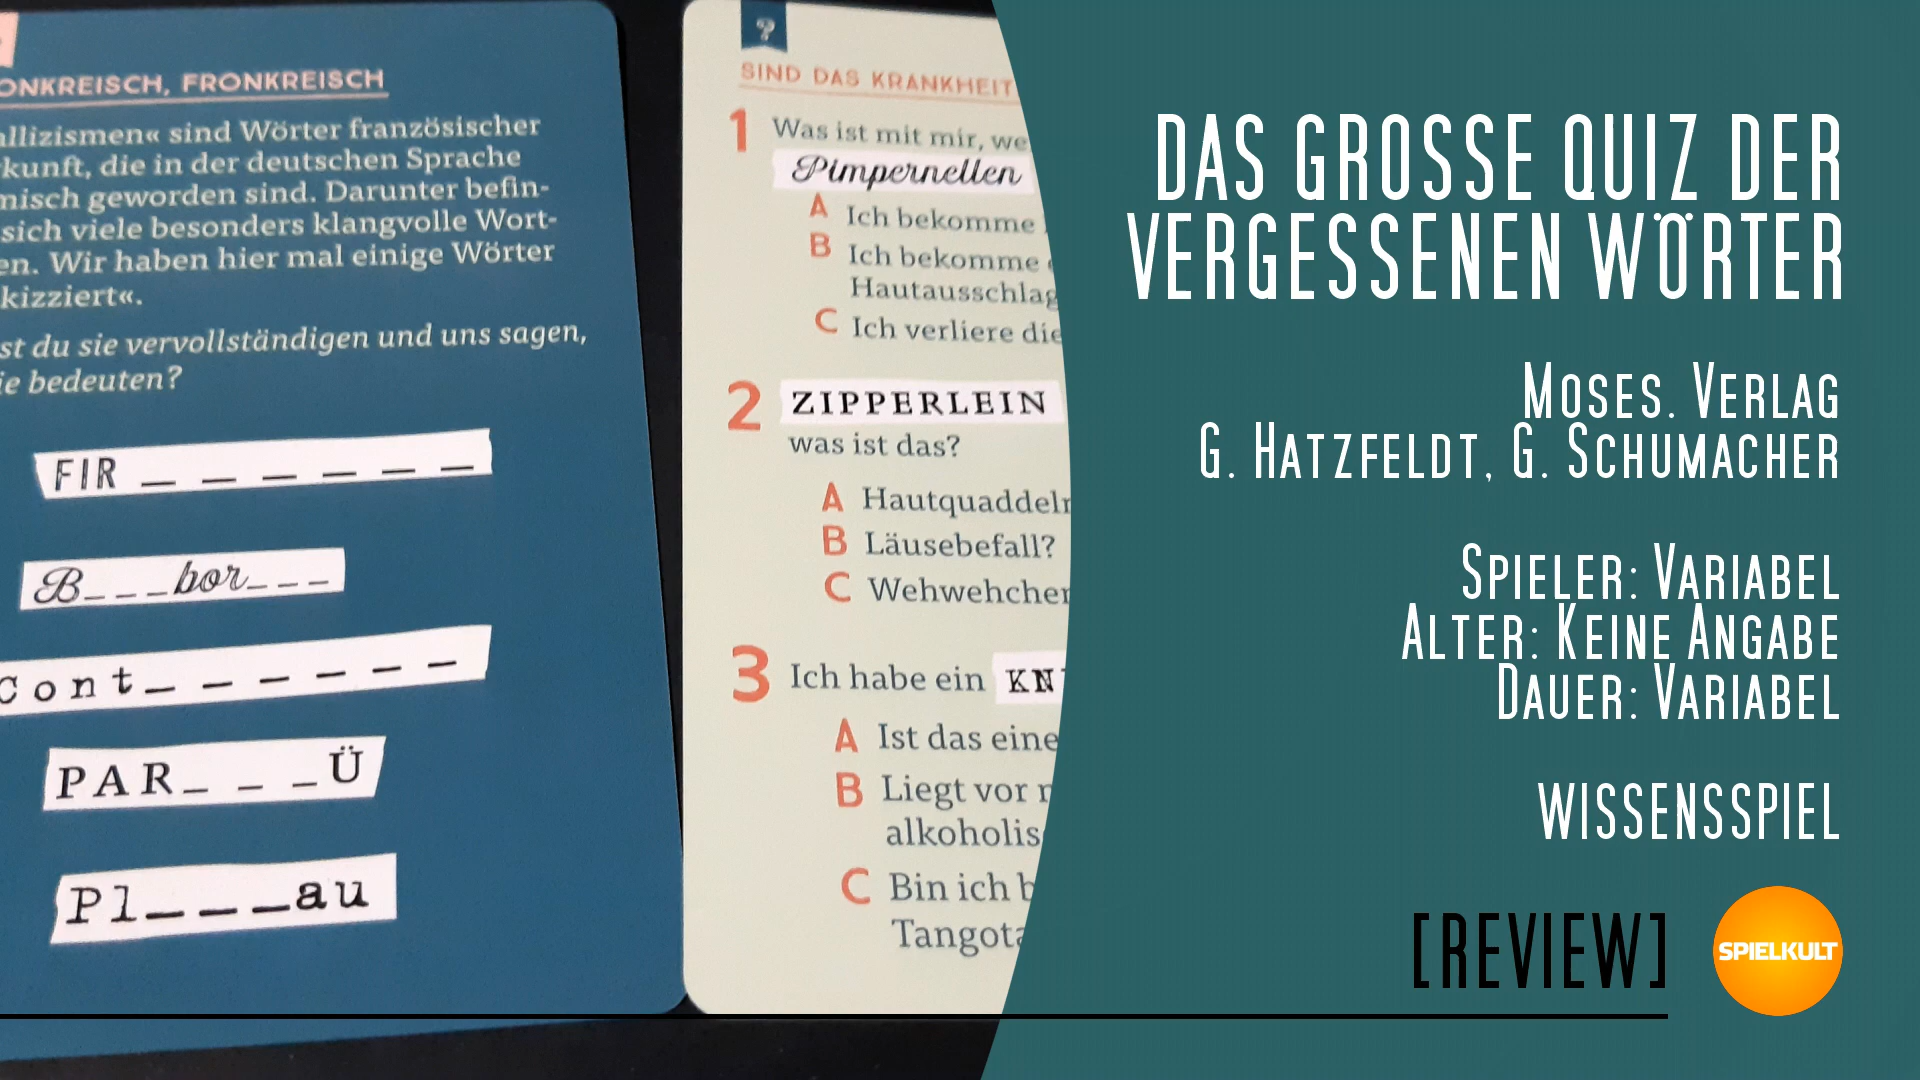 ONKREISCH, FRONKREISCH
allizismen« sind Wörter französischer
rkunft, die in der deutschen Sprache
misch geworden sind. Darunter befin-
sich viele besonders klangvolle Wort-
en. Wir haben hier mal einige Wörter
kizziert«.
st du sie vervollständigen und uns sagen,
ie bedeuten?
FIR _ _ _ _ _ _
B_ _ _bor_ _ _
Cont_ _ _ _ _ _
PAR_ _ _Ü
Pl_ _ _au
?
SIND DAS KRANKHEIT
1 Was ist mit mir, we
Pimpernellen
A Ich bekomme
B Ich bekomme
Hautausschlag
C Ich verliere die
2 ZIPPERLEIN
was ist das?
A Hautquaddeln
B Läusebefall?
C Wehwehchen
3 Ich habe ein KN
A Ist das eine
B Liegt vor
alkoholis
C Bin ich b
Tangota
DAS GROSSE QUIZ DER
VERGESSENEN WÖRTER
MOSES. VERLAG
G. HATZFELDT, G. SCHUMACHER
SPIELER: VARIABEL
ALTER: KEINE ANGABE
DAUER: VARIABEL
WISSENSSPIEL
[REVIEW]
SPIELKULT